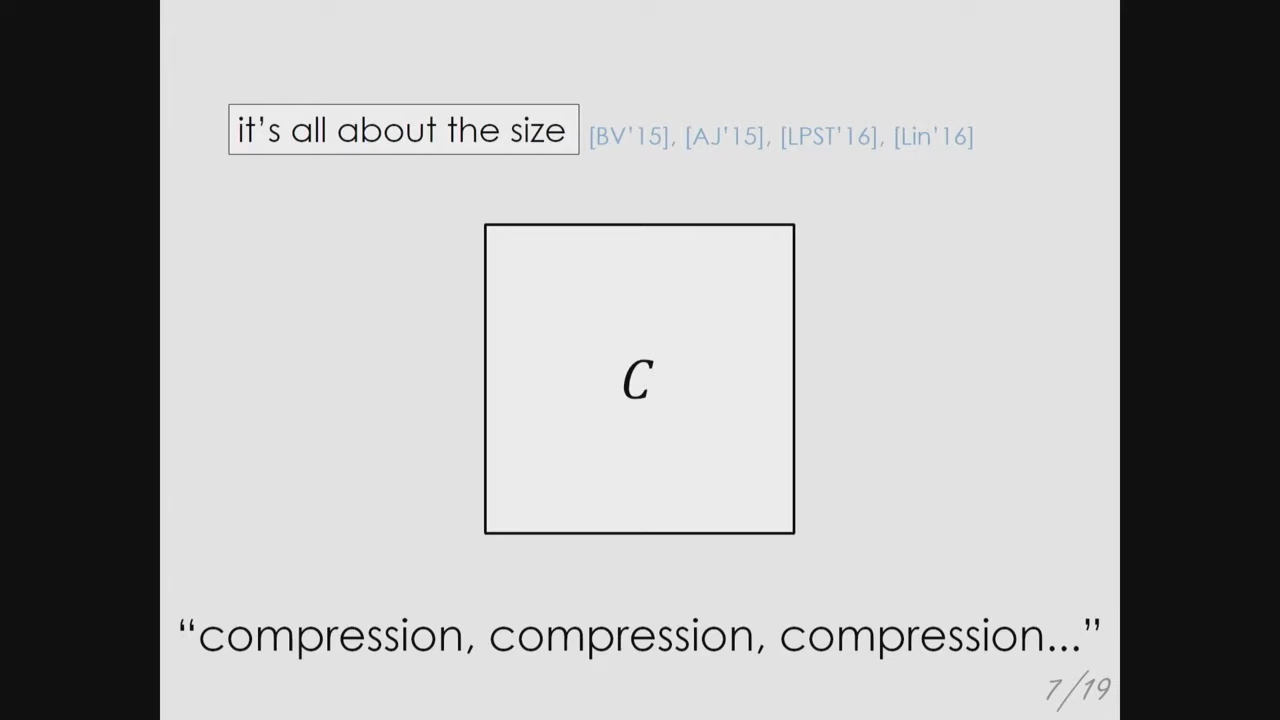 it's all about the size [BV'15], [AJ'15], [LPST'16], [Lin'16]
C
“compression, compression, compression...”
7/19